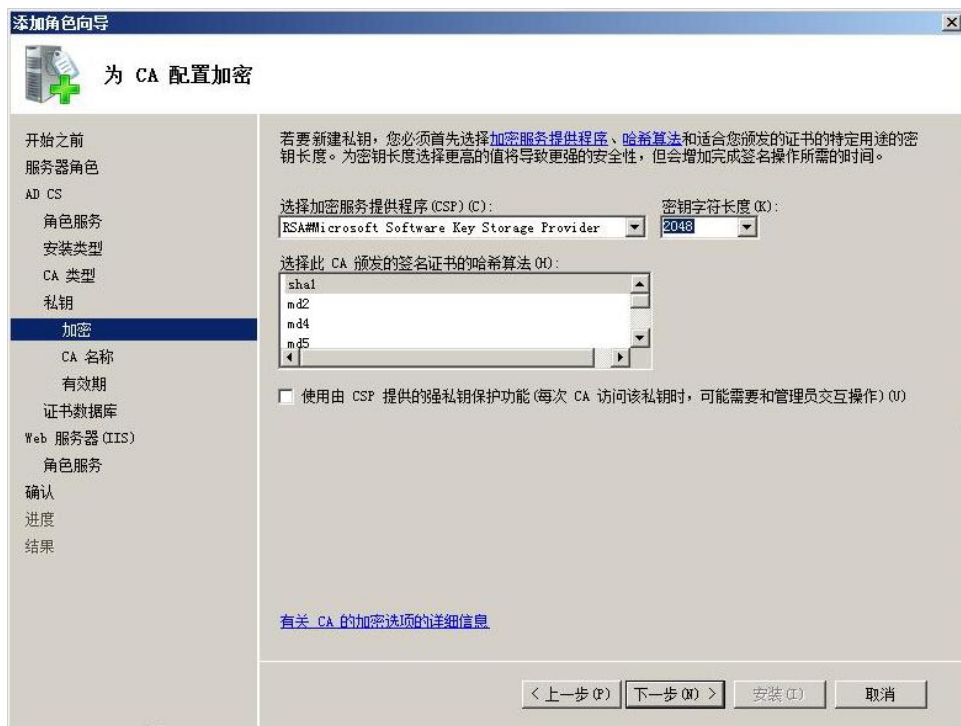 添加角色向导
为 CA 配置加密
开始之前
服务器角色
AD CS
角色服务
安装类型
CA 类型
私钥
加密
CA 名称
有效期
证书数据库
Web 服务器(IIS)
角色服务
确认
进度
结果
若要新建私钥，您必须首先选择加密服务提供程序、哈希算法和适合您颁发的证书的特定用途的密
钥长度。为密钥长度选择更高的值将导致更强的安全性，但会增加完成签名操作所需的时间。
选择加密服务提供程序(CSP)(C):
密钥字符长度(K):
RSA#Microsoft Software Key Storage Provider
2048
选择此 CA 颁发的签名证书的哈希算法(H):
sha1
md2
md4
md5
使用由 CSP 提供的强私钥保护功能(每次 CA 访问该私钥时，可能需要和管理员交互操作)(U)
有关 CA 的加密选项的详细信息
< 上一步(P)
下一步(N) >
安装(I)
取消